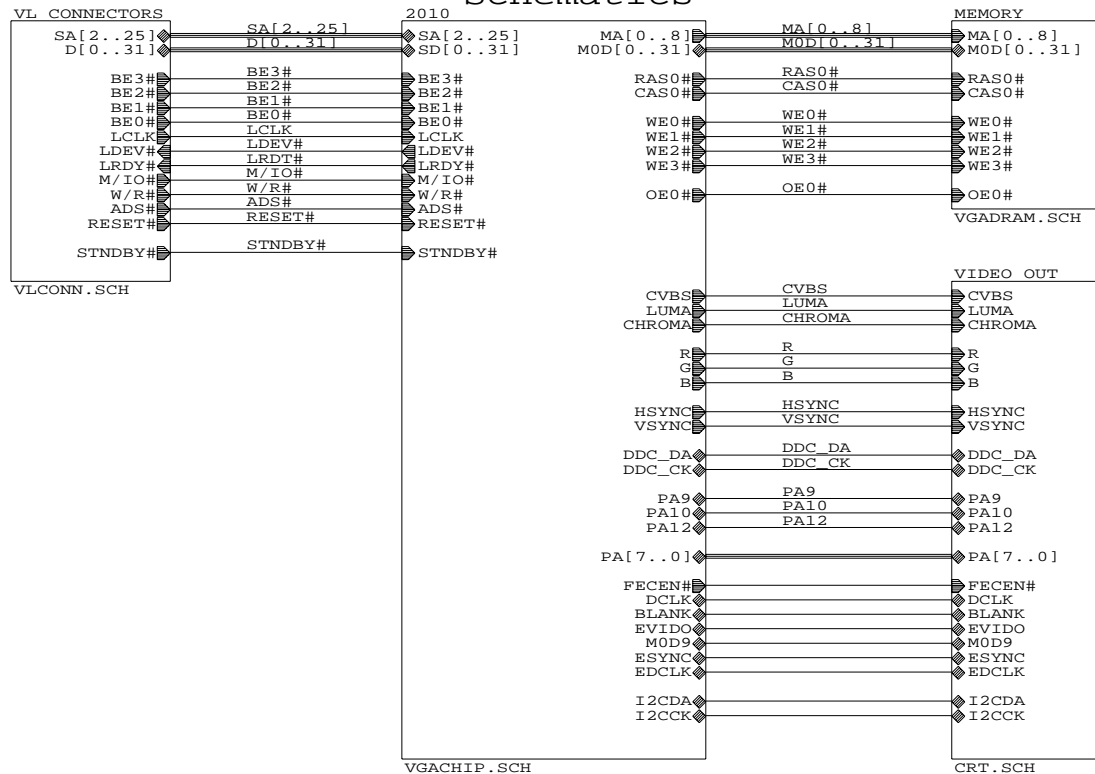 Schematics
VL CONNECTORS
SA[2..25]
D[0..31]
BE3#
BE2#
BE1#
BE0#
LCLK
LDEV#
LRDY#
M/IO#
W/R#
ADS#
RESET#
STNDBY#
VLCONN.SCH
SA[2..25]
D[0..31]
BE3#
BE2#
BE1#
BE0#
LCLK
LDEV#
LRDT#
M/IO#
W/R#
ADS#
RESET#
STNDBY#
2010
SA[2..25]
SD[0..31]
BE3#
BE2#
BE1#
BE0#
LCLK
LDEV#
LRDY#
M/IO#
W/R#
ADS#
RESET#
STNDBY#
MA[0..8]
M0D[0..31]
RAS0#
CAS0#
WE0#
WE1#
WE2#
WE3#
OE0#
CVBS
LUMA
CHROMA
R
G
B
HSYNC
VSYNC
DDC_DA
DDC_CK
PA9
PA10
PA12
PA[7..0]
FECEN#
DCLK
BLANK
EVIDO
M0D9
ESYNC
EDCLK
I2CDA
I2CCK
VGACHIP.SCH
MA[0..8]
M0D[0..31]
RAS0#
CAS0#
WE0#
WE1#
WE2#
WE3#
OE0#
CVBS
LUMA
CHROMA
R
G
B
HSYNC
VSYNC
DDC_DA
DDC_CK
PA9
PA10
PA12
MEMORY
MA[0..8]
M0D[0..31]
RAS0#
CAS0#
WE0#
WE1#
WE2#
WE3#
OE0#
VGADRAM.SCH
VIDEO OUT
CVBS
LUMA
CHROMA
R
G
B
HSYNC
VSYNC
DDC_DA
DDC_CK
PA9
PA10
PA12
PA[7..0]
FECEN#
DCLK
BLANK
EVIDO
M0D9
ESYNC
EDCLK
I2CDA
I2CCK
CRT.SCH